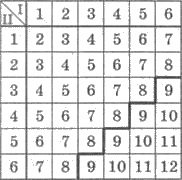 II I 1 2 3 4 5 6
1 2 3 4 5 6 7
2 3 4 5 6 7 8
3 4 5 6 7 8 9
4 5 6 7 8 9 10
5 6 7 8 9 10 11
6 7 8 9 10 11 12